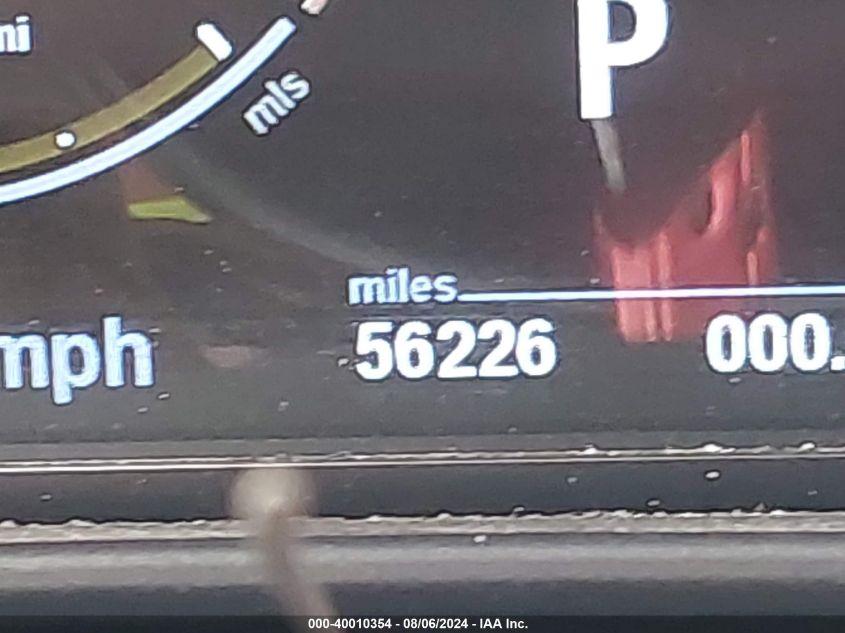 mi
P
mls
miles
mph 56226 000.
000-40010354 - 08/06/2024 - IAA Inc.